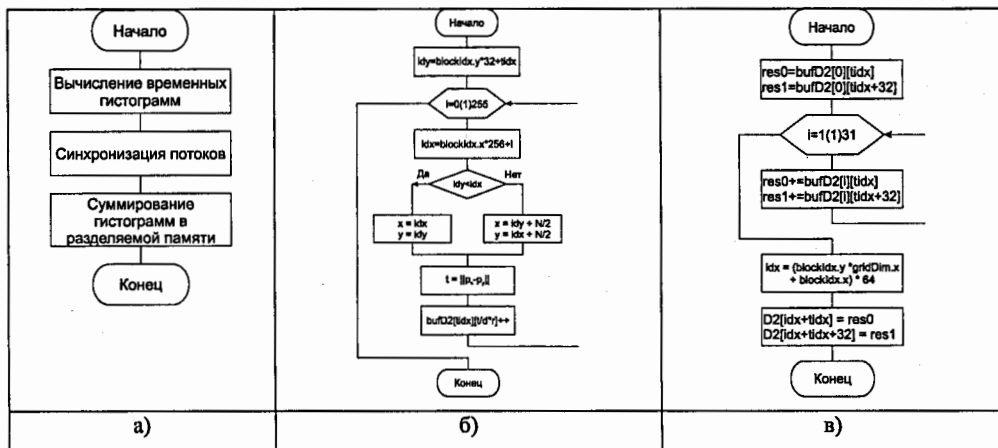 Начало
Вычисление временных
гистограмм
Синхронизация потоков
Суммирование
гистограмм в
разделяемой памяти
Конец
а)
Начало
idy=blockIdx.y*32+tidx
i=0(1)255
idx=blockIdx.x*256+i
Да
idy<idx
Нет
x = idx
y = idy
x = idy + N/2
y = idx + N/2
t = ||pₓ-pᵧ||
bufD2[tidx][t/d*r]++
Конец
б)
Начало
res0=bufD2[0][tidx]
res1=bufD2[0][tidx+32]
i=1(1)31
res0+=bufD2[i][tidx]
res1+=bufD2[i][tidx+32]
idx = (blockIdx.y *gridDim.x
+ blockIdx.x) * 64
D2[idx+tidx] = res0
D2[idx+tidx+32] = res1
Конец
в)